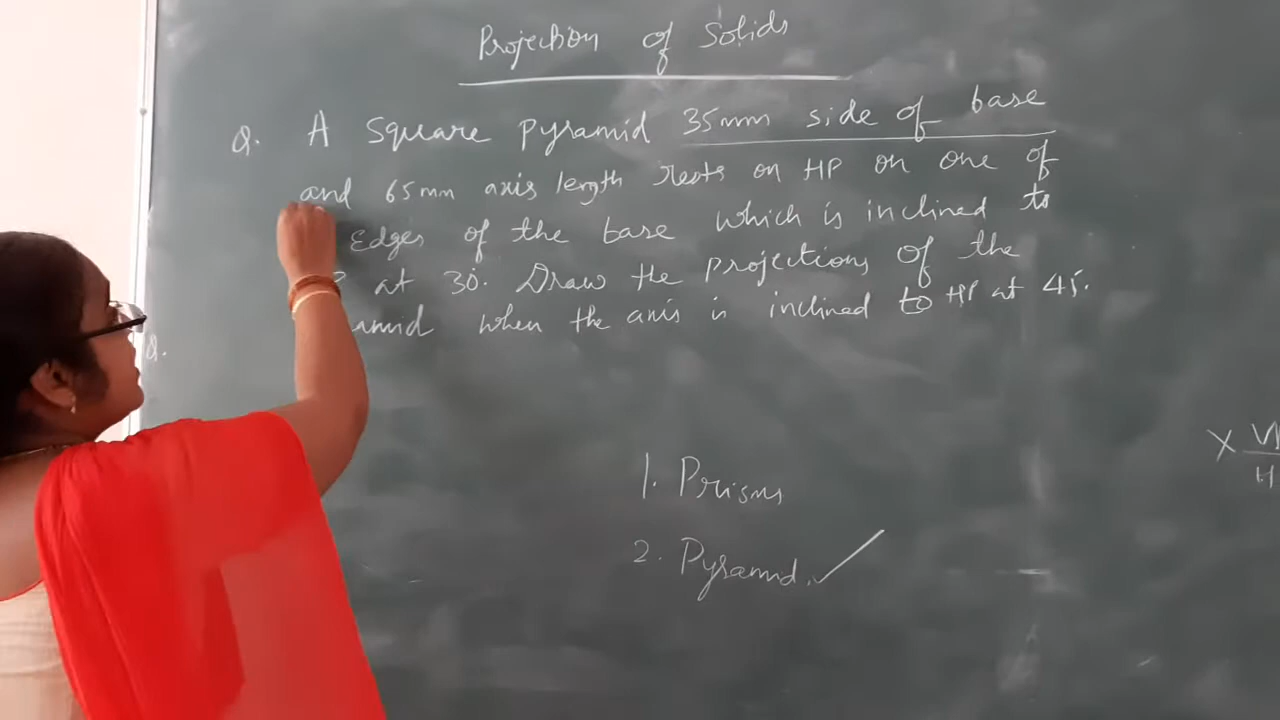 Projection of Solids
Q. A square pyramid 35mm side of base
and 65mm axis length rests on HP on one of
Edges of the base which is inclined to
at 30°. Draw the projections of the
amid when the axis is inclined to HP at 45°.
Q.
1. Prisms
2. Pyramid. ✓
X V
H